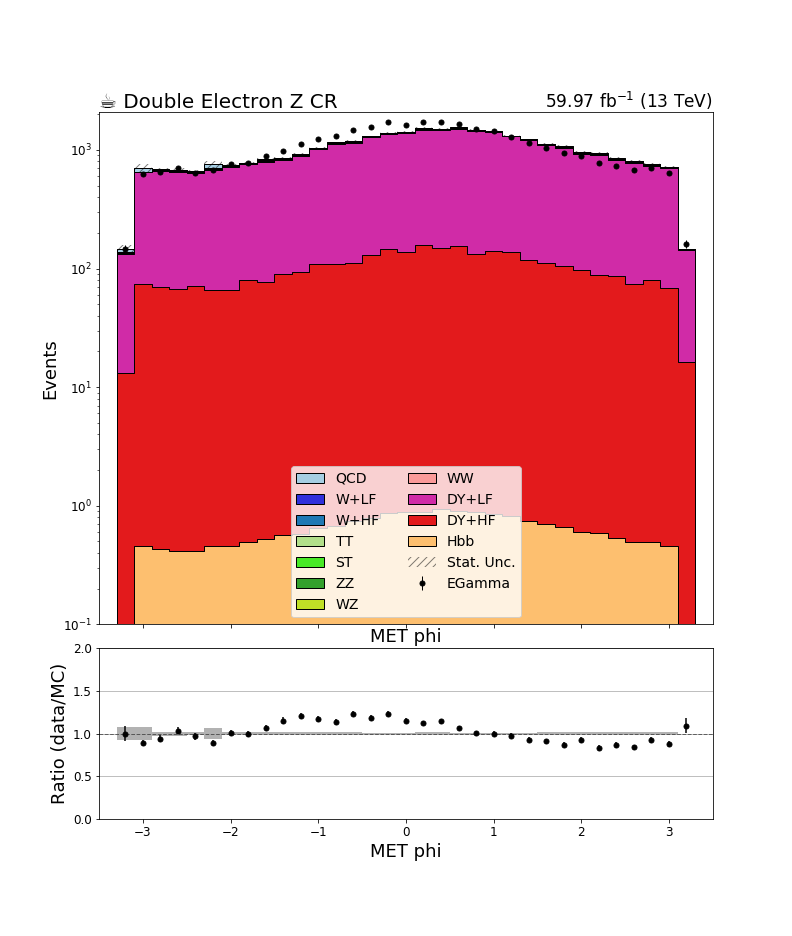 ☕ Double Electron Z CR
59.97 fb⁻¹ (13 TeV)
Events
10³
10²
10¹
10⁰
10⁻¹
QCD
W+LF
W+HF
TT
ST
ZZ
WZ
WW
DY+LF
DY+HF
Hbb
Stat. Unc.
EGamma
MET phi
Ratio (data/MC)
2.0
1.5
1.0
0.5
0.0
−3 −2 −1 0 1 2 3
MET phi